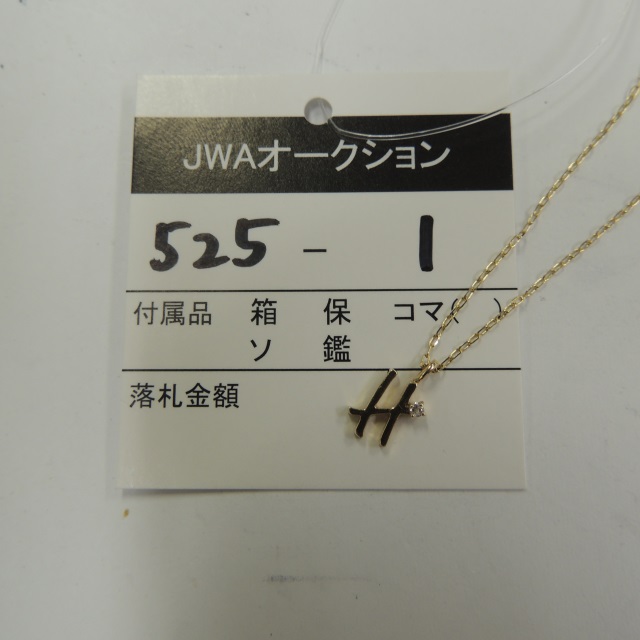 JWAオークション
525 - 1
付属品 箱 保 コマ( )
ソ 鑑
落札金額
H